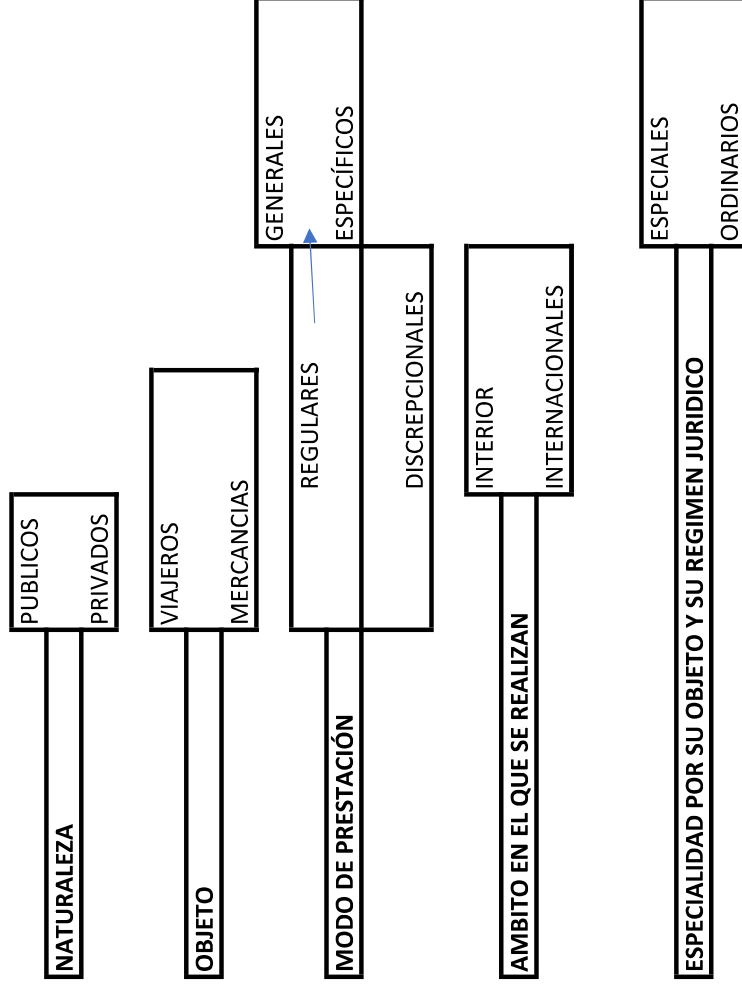 NATURALEZA
PUBLICOS
PRIVADOS
OBJETO
VIAJEROS
MERCANCIAS
MODO DE PRESTACIÓN
REGULARES
GENERALES
ESPECÍFICOS
DISCREPCIONALES
AMBITO EN EL QUE SE REALIZAN
INTERIOR
INTERNACIONALES
ESPECIALIDAD POR SU OBJETO Y SU REGIMEN JURIDICO
ESPECIALES
ORDINARIOS